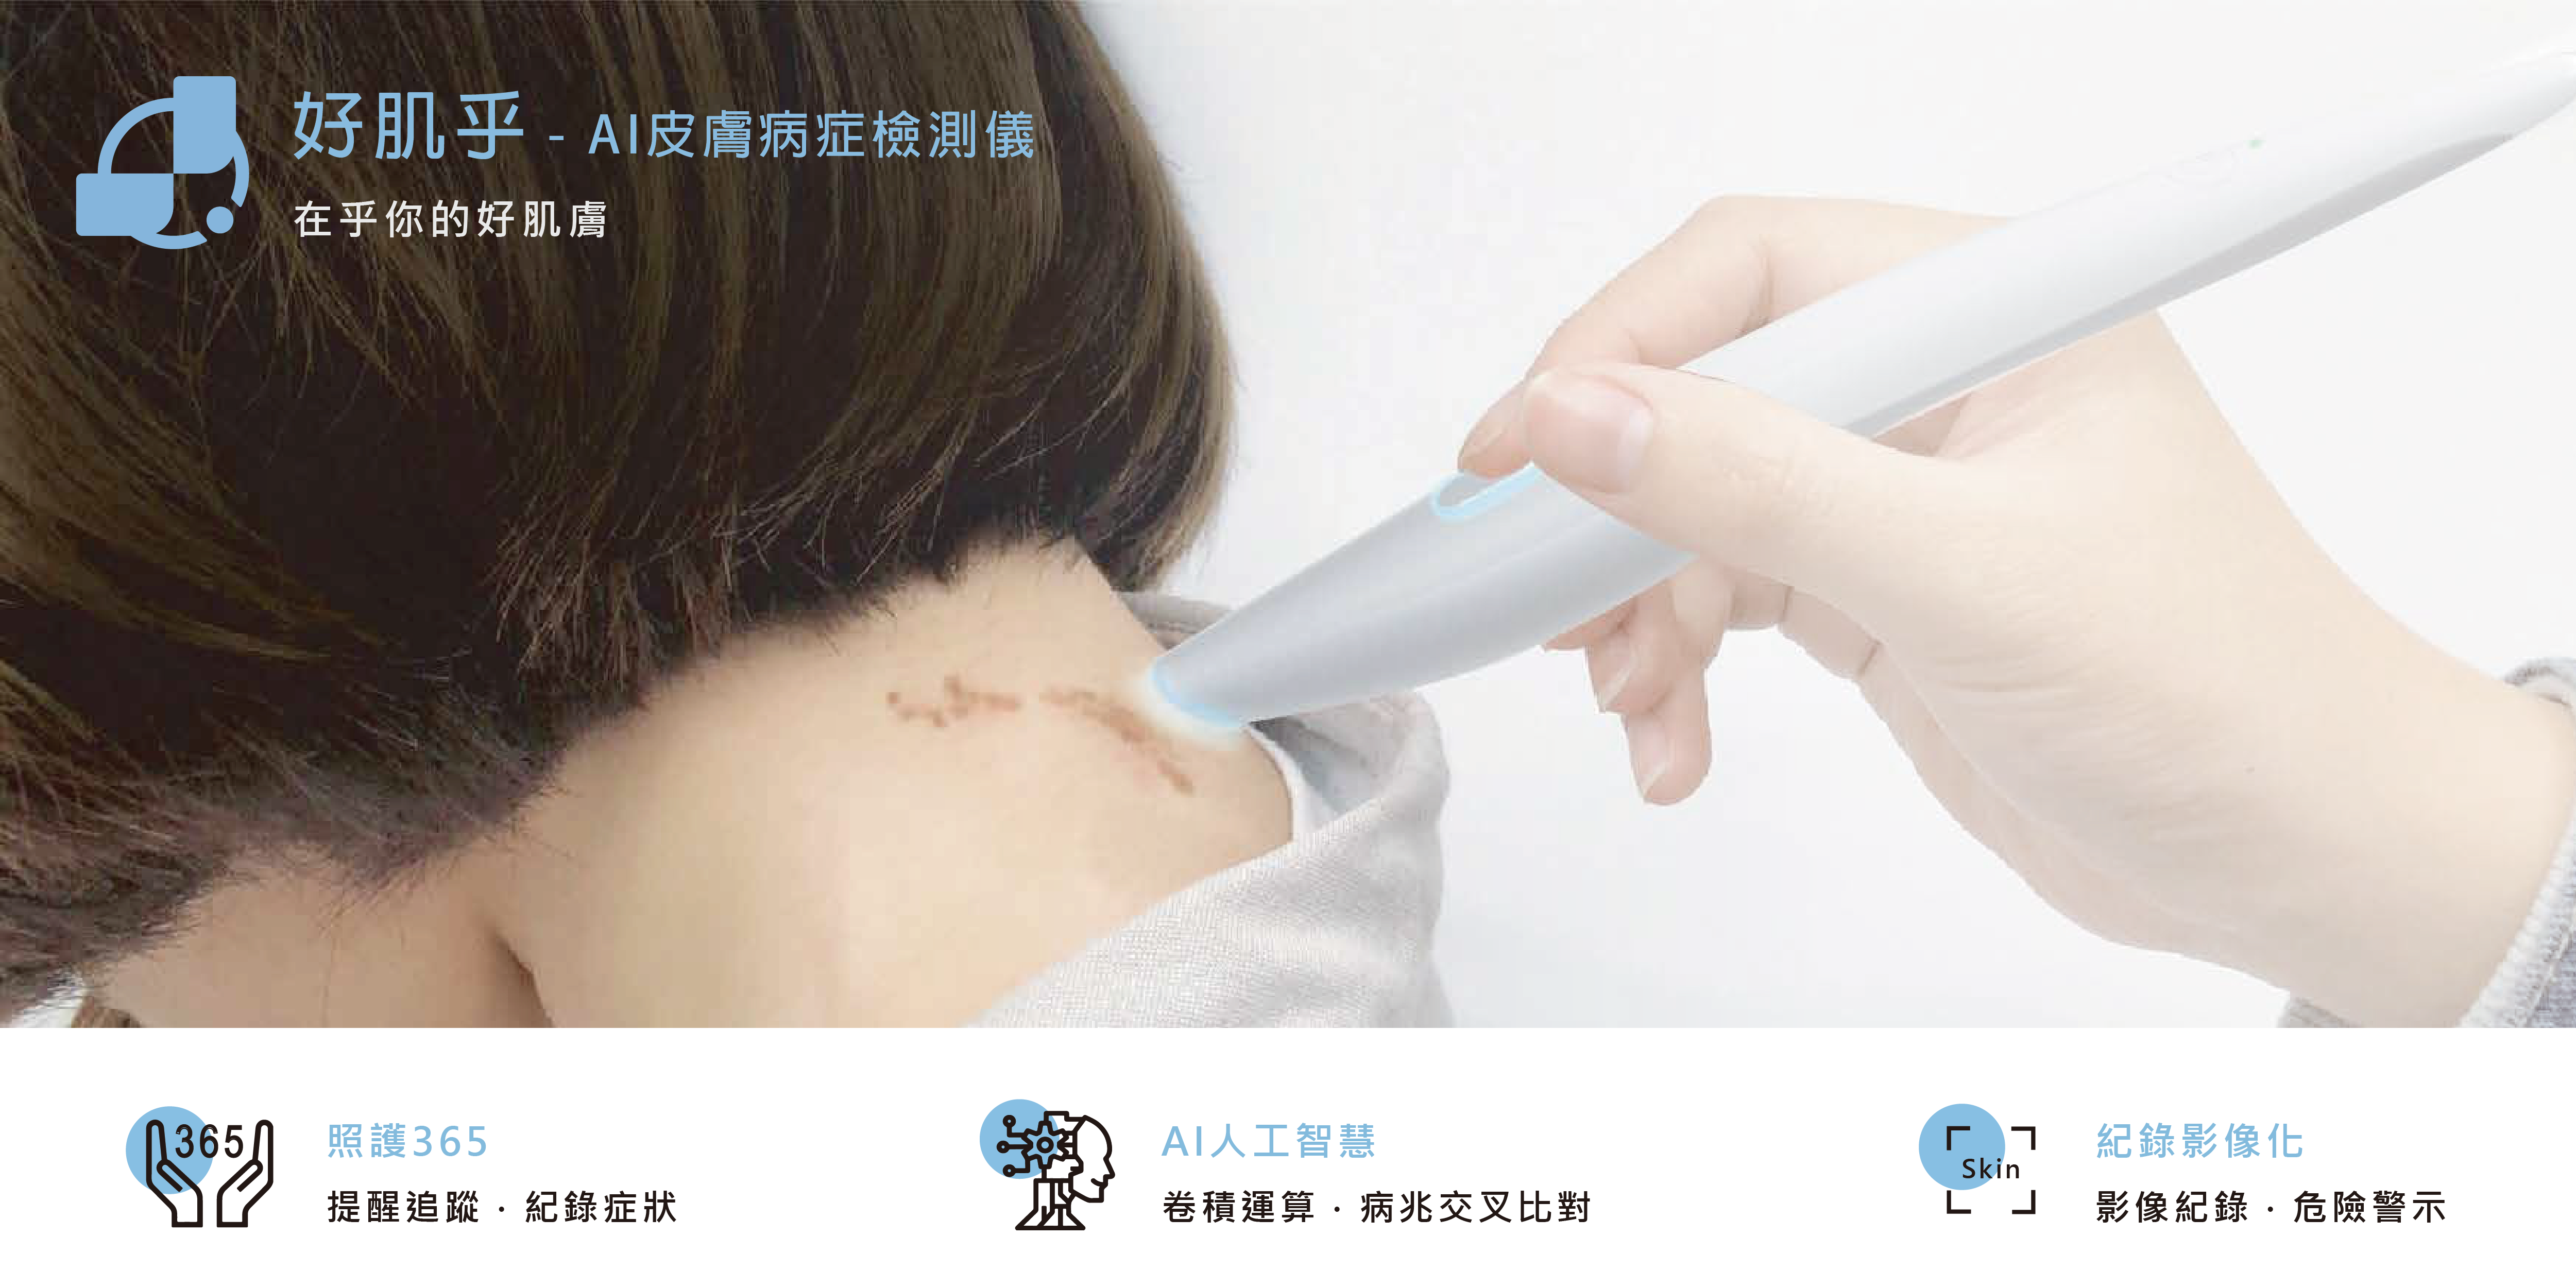 好肌乎 - AI皮膚病症檢測儀
在乎你的好肌膚
365
照護365
提醒追蹤．紀錄症狀
AI人工智慧
卷積運算．病兆交叉比對
Skin
紀錄影像化
影像紀錄．危險警示